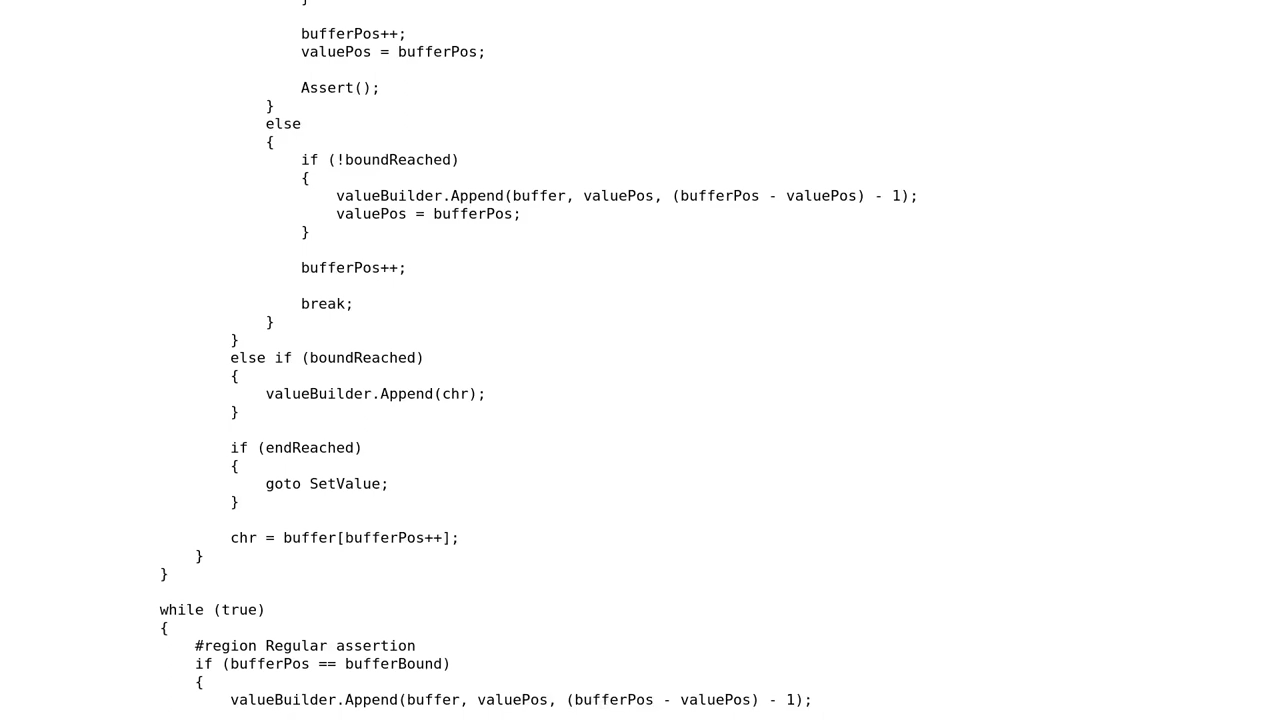 }
bufferPos++;
valuePos = bufferPos;
Assert();
}
else
{
if (!boundReached)
{
valueBuilder.Append(buffer, valuePos, (bufferPos - valuePos) - 1);
valuePos = bufferPos;
}
bufferPos++;
break;
}
}
else if (boundReached)
{
valueBuilder.Append(chr);
}
if (endReached)
{
goto SetValue;
}
chr = buffer[bufferPos++];
}
}
while (true)
{
#region Regular assertion
if (bufferPos == bufferBound)
{
valueBuilder.Append(buffer, valuePos, (bufferPos - valuePos) - 1);